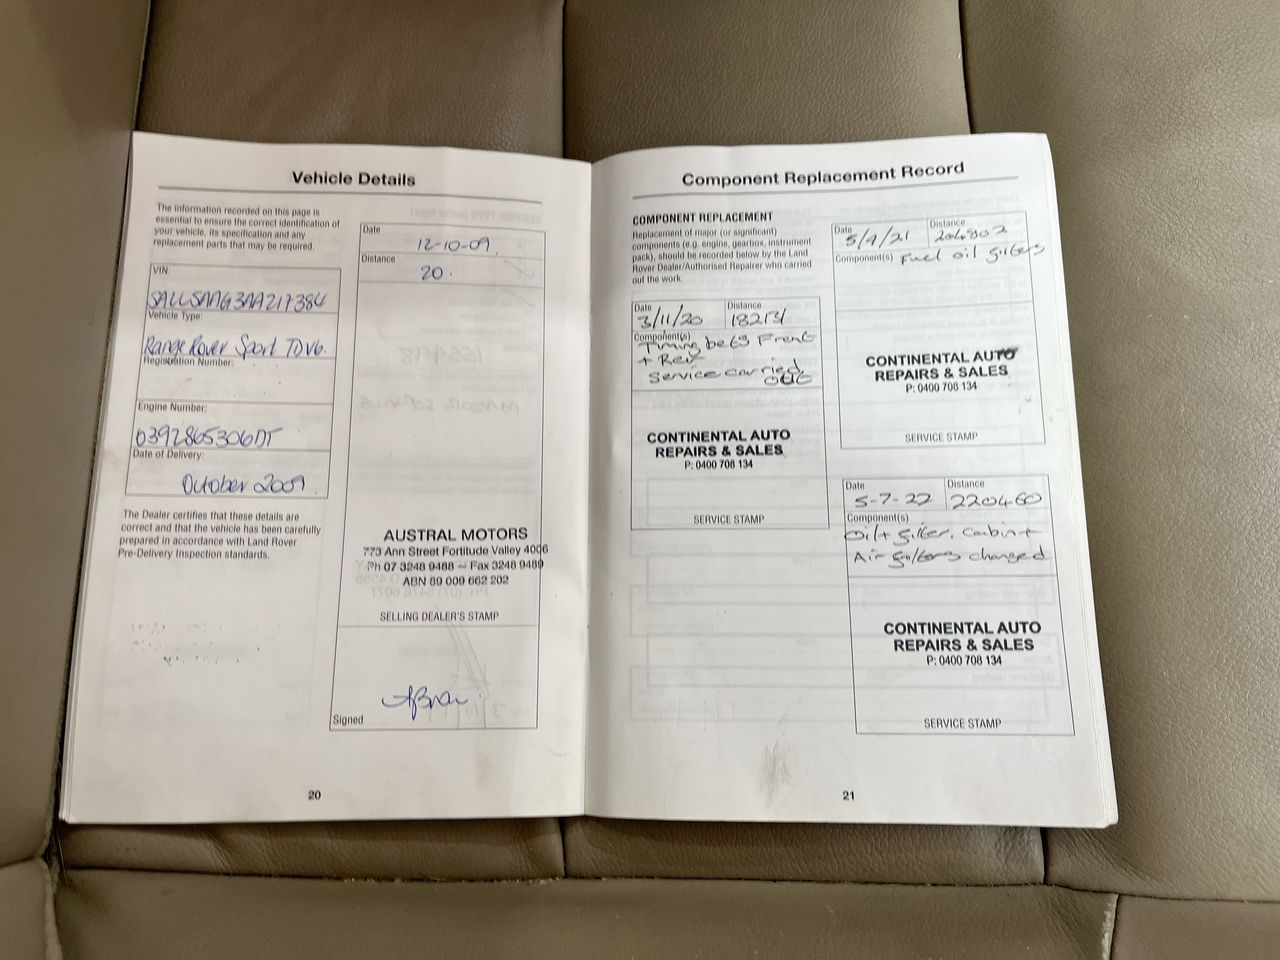 Vehicle Details
The information recorded on this page is
essential to ensure the correct identification of
your vehicle, its specification and any
replacement parts that may be required.
VIN:
SALLSAAG3AA217384
Vehicle Type:
Range Rover Sport TDV6.
Registration Number:
Engine Number:
0392865306DT
Date of Delivery:
October 2009.
The Dealer certifies that these details are
correct and that the vehicle has been carefully
prepared in accordance with Land Rover
Pre-Delivery Inspection standards.
Date
12-10-09.
Distance
20.
AUSTRAL MOTORS
773 Ann Street Fortitude Valley 4006
Ph 07 3248 9488 ~ Fax 3248 9489
ABN 89 009 662 202
SELLING DEALER'S STAMP
Signed
20
Component Replacement Record
COMPONENT REPLACEMENT
Replacement of major (or significant)
components (e.g. engine, gearbox, instrument
pack), should be recorded below by the Land
Rover Dealer/Authorised Repairer who carried
out the work.
Date
3/11/20
Distance
Component(s)
Timing belts Front
+ Rear
Service carried
out
CONTINENTAL AUTO
REPAIRS & SALES
P: 0400 708 134
SERVICE STAMP
Date
Distance
204802
Component(s) Fuel oil filters
CONTINENTAL AUTO
REPAIRS & SALES
P: 0400 708 134
SERVICE STAMP
Date
5-7-22
Distance
220460
Component(s)
Oil + filter. Cabin +
Air filters changed
CONTINENTAL AUTO
REPAIRS & SALES
P: 0400 708 134
SERVICE STAMP
21